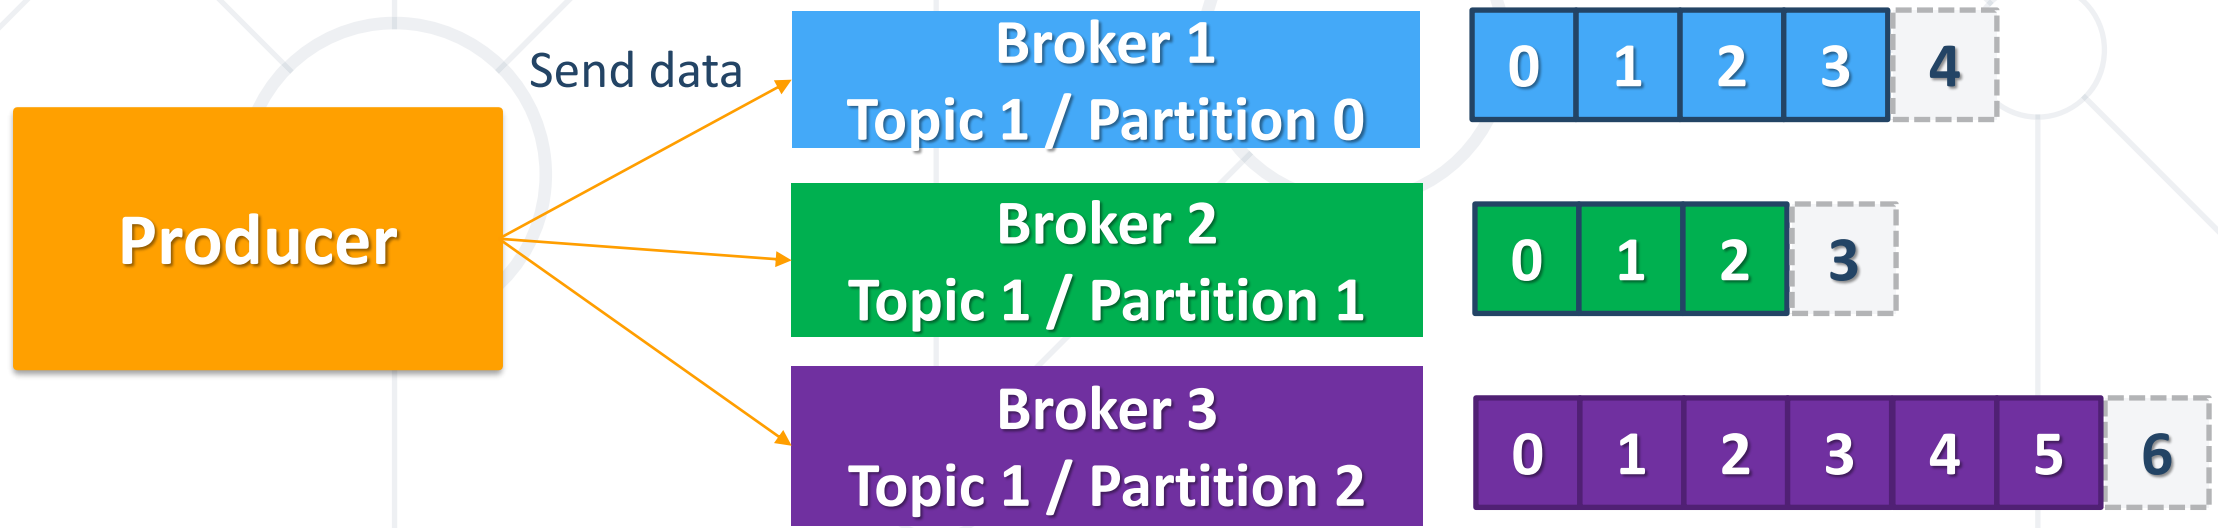 Send data
Producer
Broker 1
Topic 1 / Partition 0
0 1 2 3 4
Broker 2
Topic 1 / Partition 1
0 1 2 3
Broker 3
Topic 1 / Partition 2
0 1 2 3 4 5 6